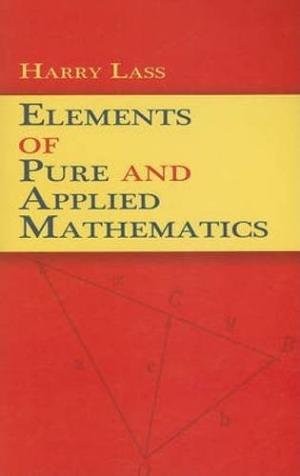 HARRY LASS
ELEMENTS
OF
PURE AND
APPLIED
MATHEMATICS
x
C
y
B
a
c
b
O